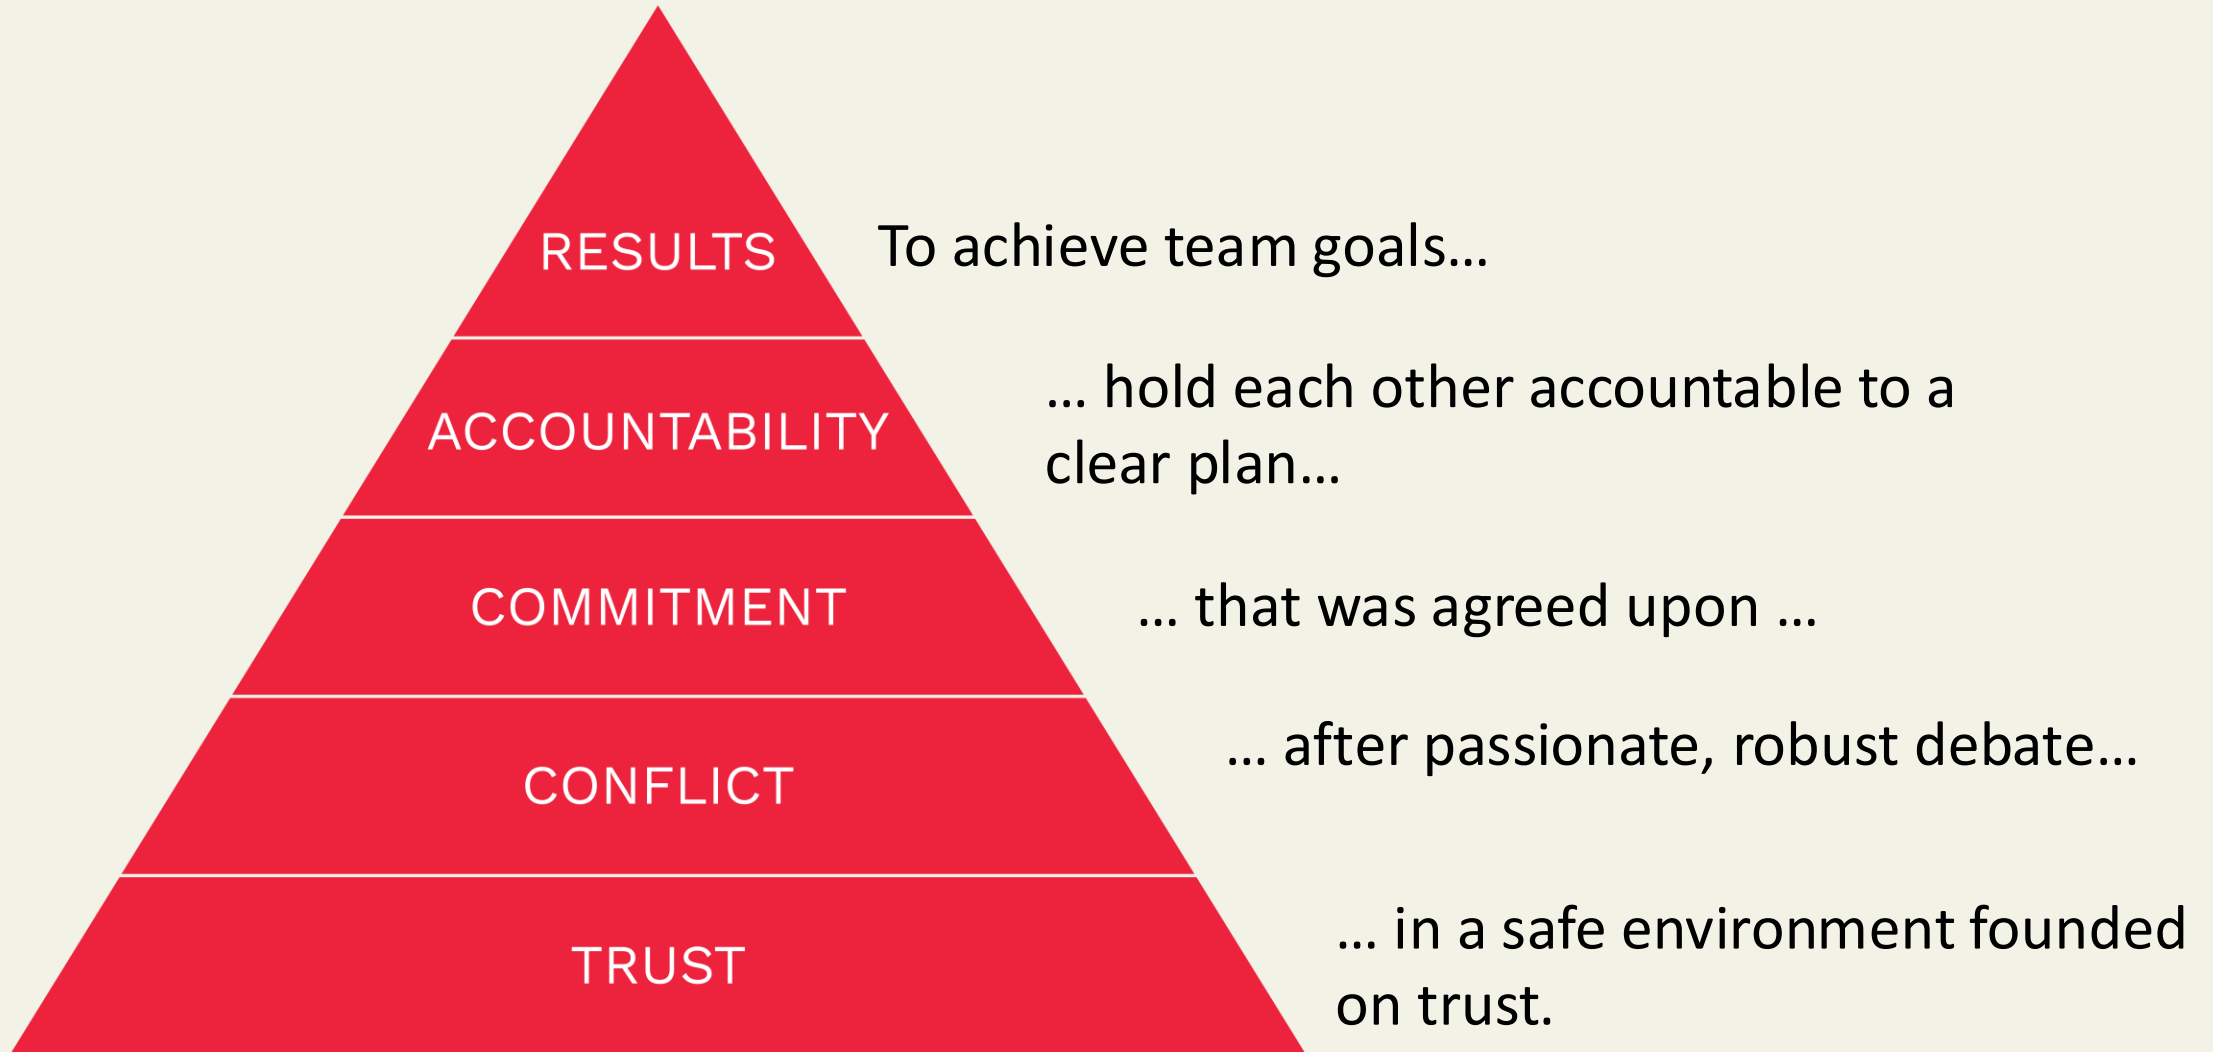 RESULTS
To achieve team goals...
ACCOUNTABILITY
... hold each other accountable to a
clear plan...
COMMITMENT
... that was agreed upon ...
CONFLICT
... after passionate, robust debate...
TRUST
... in a safe environment founded
on trust.